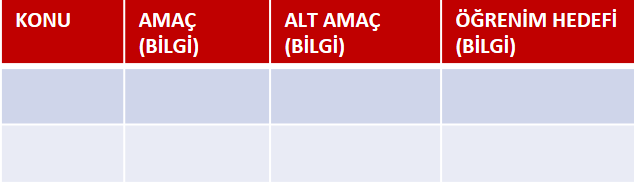 KONU
AMAÇ
(BİLGİ)
ALT AMAÇ
(BİLGİ)
ÖĞRENİM HEDEFİ
(BİLGİ)